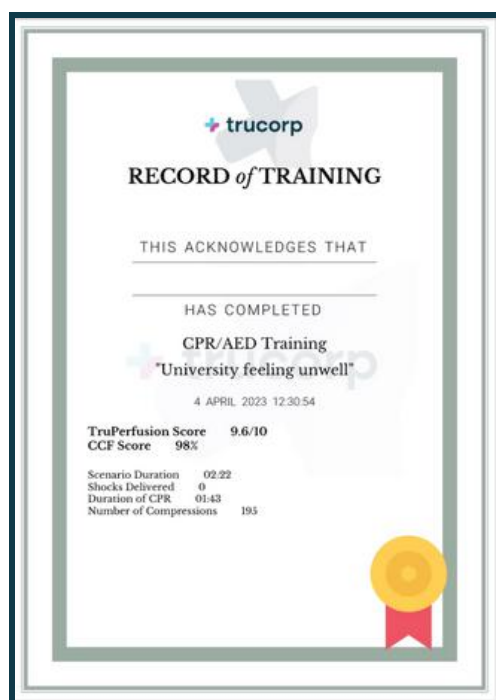 trucorp
RECORD of TRAINING
THIS ACKNOWLEDGES THAT
HAS COMPLETED
CPR/AED Training
"University feeling unwell"
trucorp
4 APRIL 2023 12:30:54
TruPerfusion Score 9.6/10
CCF Score 98%
Scenario Duration 02:22
Shocks Delivered 0
Duration of CPR 01:43
Number of Compressions 195